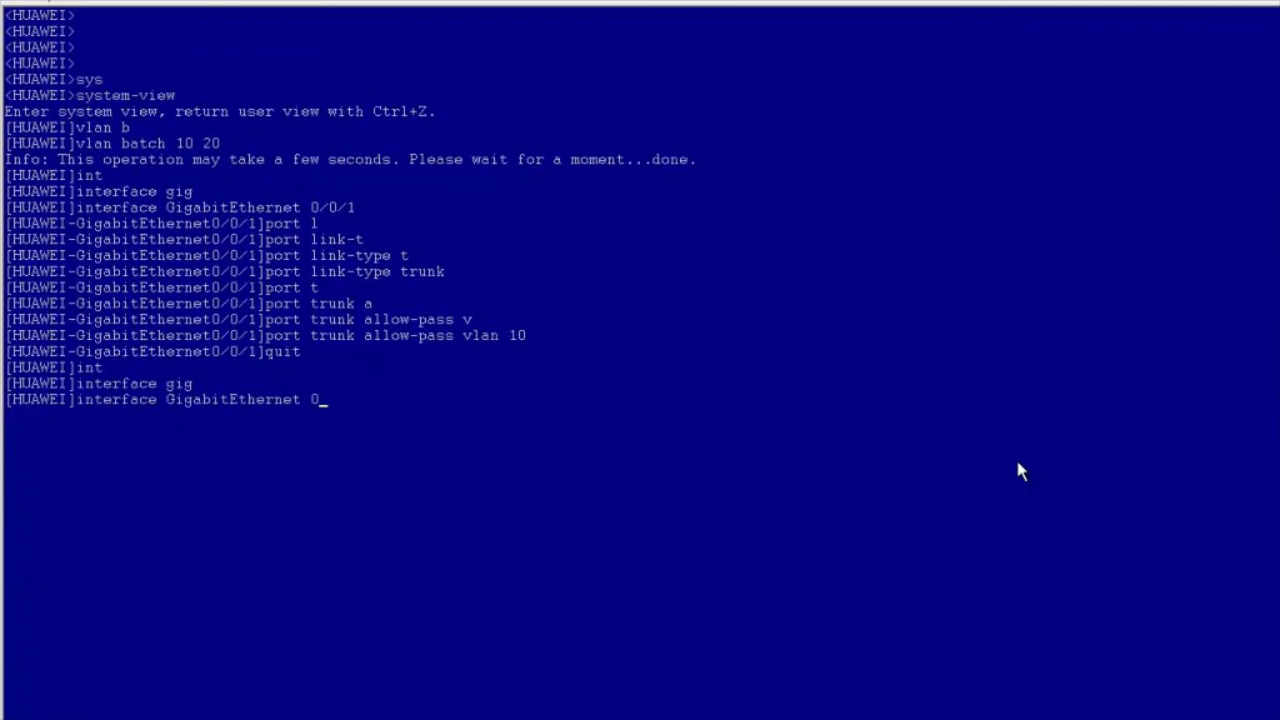 <HUAWEI>
<HUAWEI>
<HUAWEI>
<HUAWEI>
<HUAWEI>sys
<HUAWEI>system-view
Enter system view, return user view with Ctrl+Z.
[HUAWEI]vlan b
[HUAWEI]vlan batch 10 20
Info: This operation may take a few seconds. Please wait for a moment...done.
[HUAWEI]int
[HUAWEI]interface gig
[HUAWEI]interface GigabitEthernet 0/0/1
[HUAWEI-GigabitEthernet0/0/1]port l
[HUAWEI-GigabitEthernet0/0/1]port link-t
[HUAWEI-GigabitEthernet0/0/1]port link-type t
[HUAWEI-GigabitEthernet0/0/1]port link-type trunk
[HUAWEI-GigabitEthernet0/0/1]port t
[HUAWEI-GigabitEthernet0/0/1]port trunk a
[HUAWEI-GigabitEthernet0/0/1]port trunk allow-pass v
[HUAWEI-GigabitEthernet0/0/1]port trunk allow-pass vlan 10
[HUAWEI-GigabitEthernet0/0/1]quit
[HUAWEI]int
[HUAWEI]interface gig
[HUAWEI]interface GigabitEthernet 0_